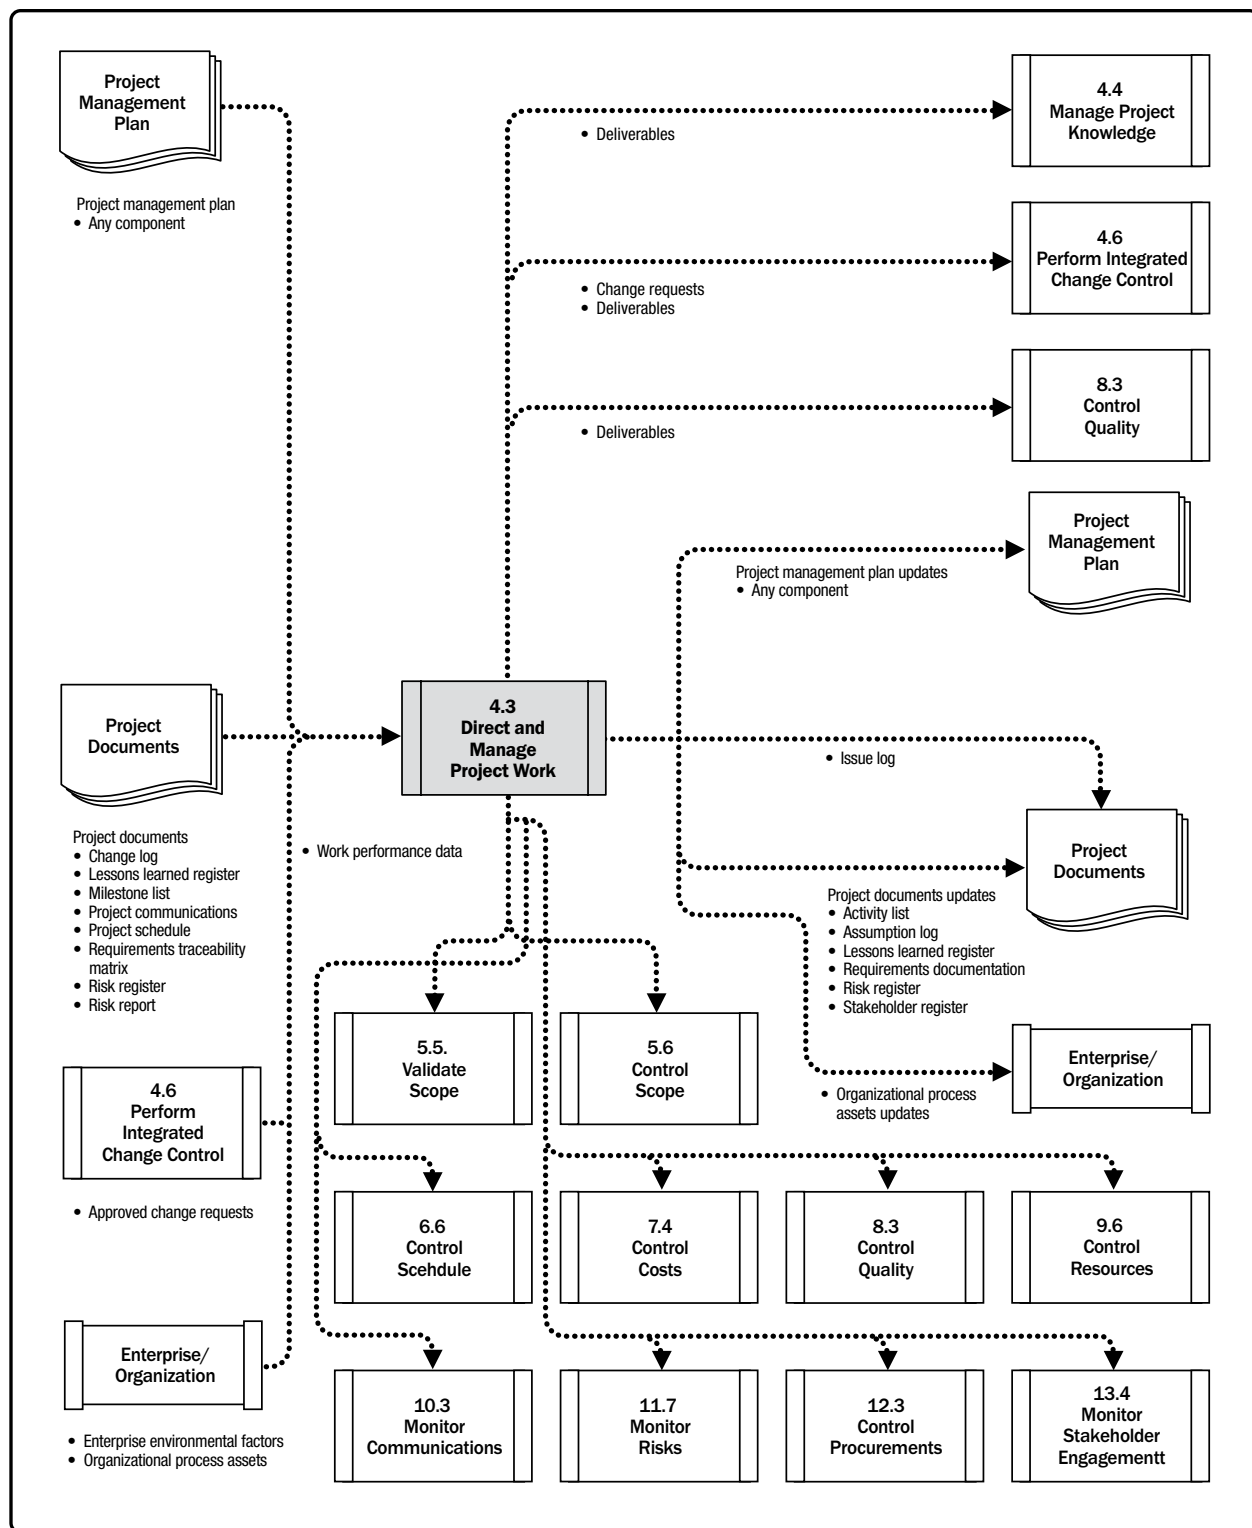 Project
Management
Plan
Project management plan
• Any component
4.4
Manage Project
Knowledge
• Deliverables
4.6
Perform Integrated
Change Control
• Change requests
• Deliverables
8.3
Control
Quality
• Deliverables
Project
Management
Plan
Project management plan updates
• Any component
Project
Documents
4.3
Direct and
Manage
Project Work
• Issue log
Project documents
• Change log
• Lessons learned register
• Milestone list
• Project communications
• Project schedule
• Requirements traceability
matrix
• Risk register
• Risk report
• Work performance data
Project
Documents
Project documents updates
• Activity list
• Assumption log
• Lessons learned register
• Requirements documentation
• Risk register
• Stakeholder register
5.5.
Validate
Scope
5.6
Control
Scope
Enterprise/
Organization
• Organizational process
assets updates
4.6
Perform
Integrated
Change Control
• Approved change requests
6.6
Control
Scehdule
7.4
Control
Costs
8.3
Control
Quality
9.6
Control
Resources
Enterprise/
Organization
• Enterprise environmental factors
• Organizational process assets
10.3
Monitor
Communications
11.7
Monitor
Risks
12.3
Control
Procurements
13.4
Monitor
Stakeholder
Engagementt